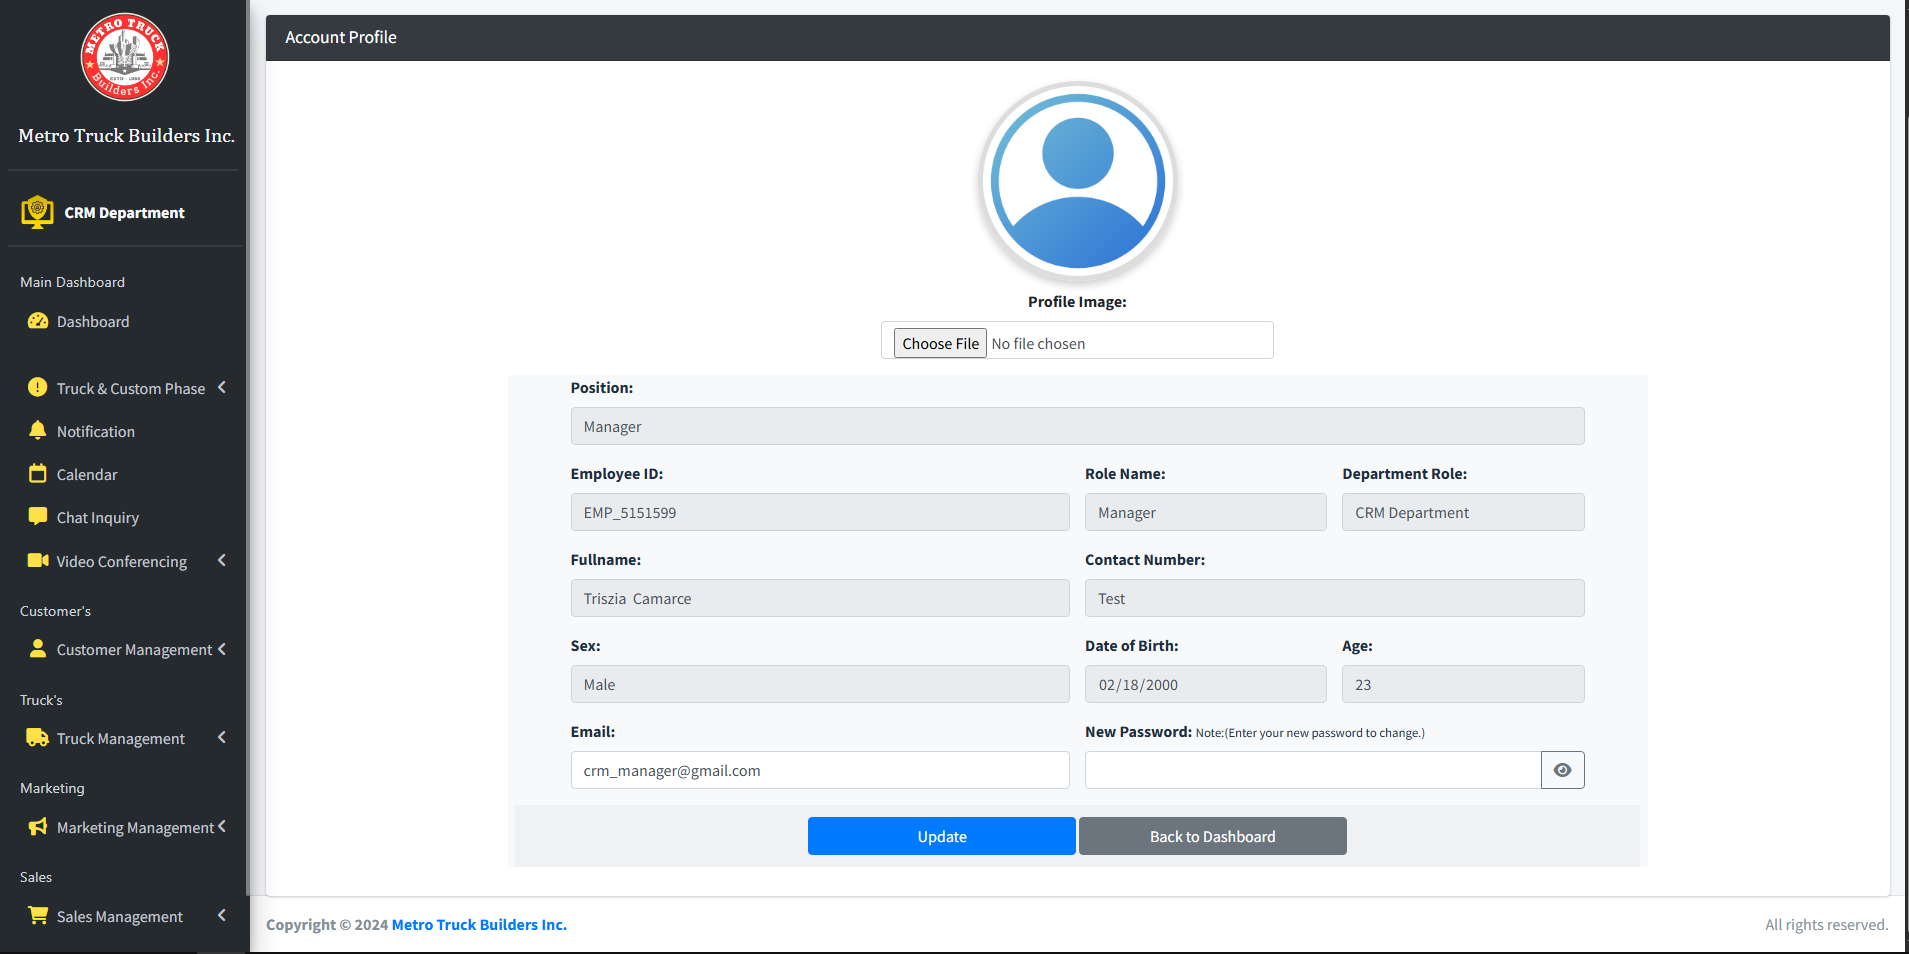 METRO TRUCK
Builders Inc.
Metro Truck Builders Inc.
CRM Department
Main Dashboard
Dashboard
Truck & Custom Phase
Notification
Calendar
Chat Inquiry
Video Conferencing
Customer's
Customer Management
Truck's
Truck Management
Marketing
Marketing Management
Sales
Sales Management
Account Profile
Profile Image:
Choose File No file chosen
Position:
Manager
Employee ID: Role Name: Department Role:
EMP_5151599 Manager CRM Department
Fullname: Contact Number:
Triszia  Camarce Test
Sex: Date of Birth: Age:
Male 02/18/2000 23
Email: New Password: Note:(Enter your new password to change.)
crm_manager@gmail.com
Update Back to Dashboard
Copyright © 2024 Metro Truck Builders Inc. All rights reserved.